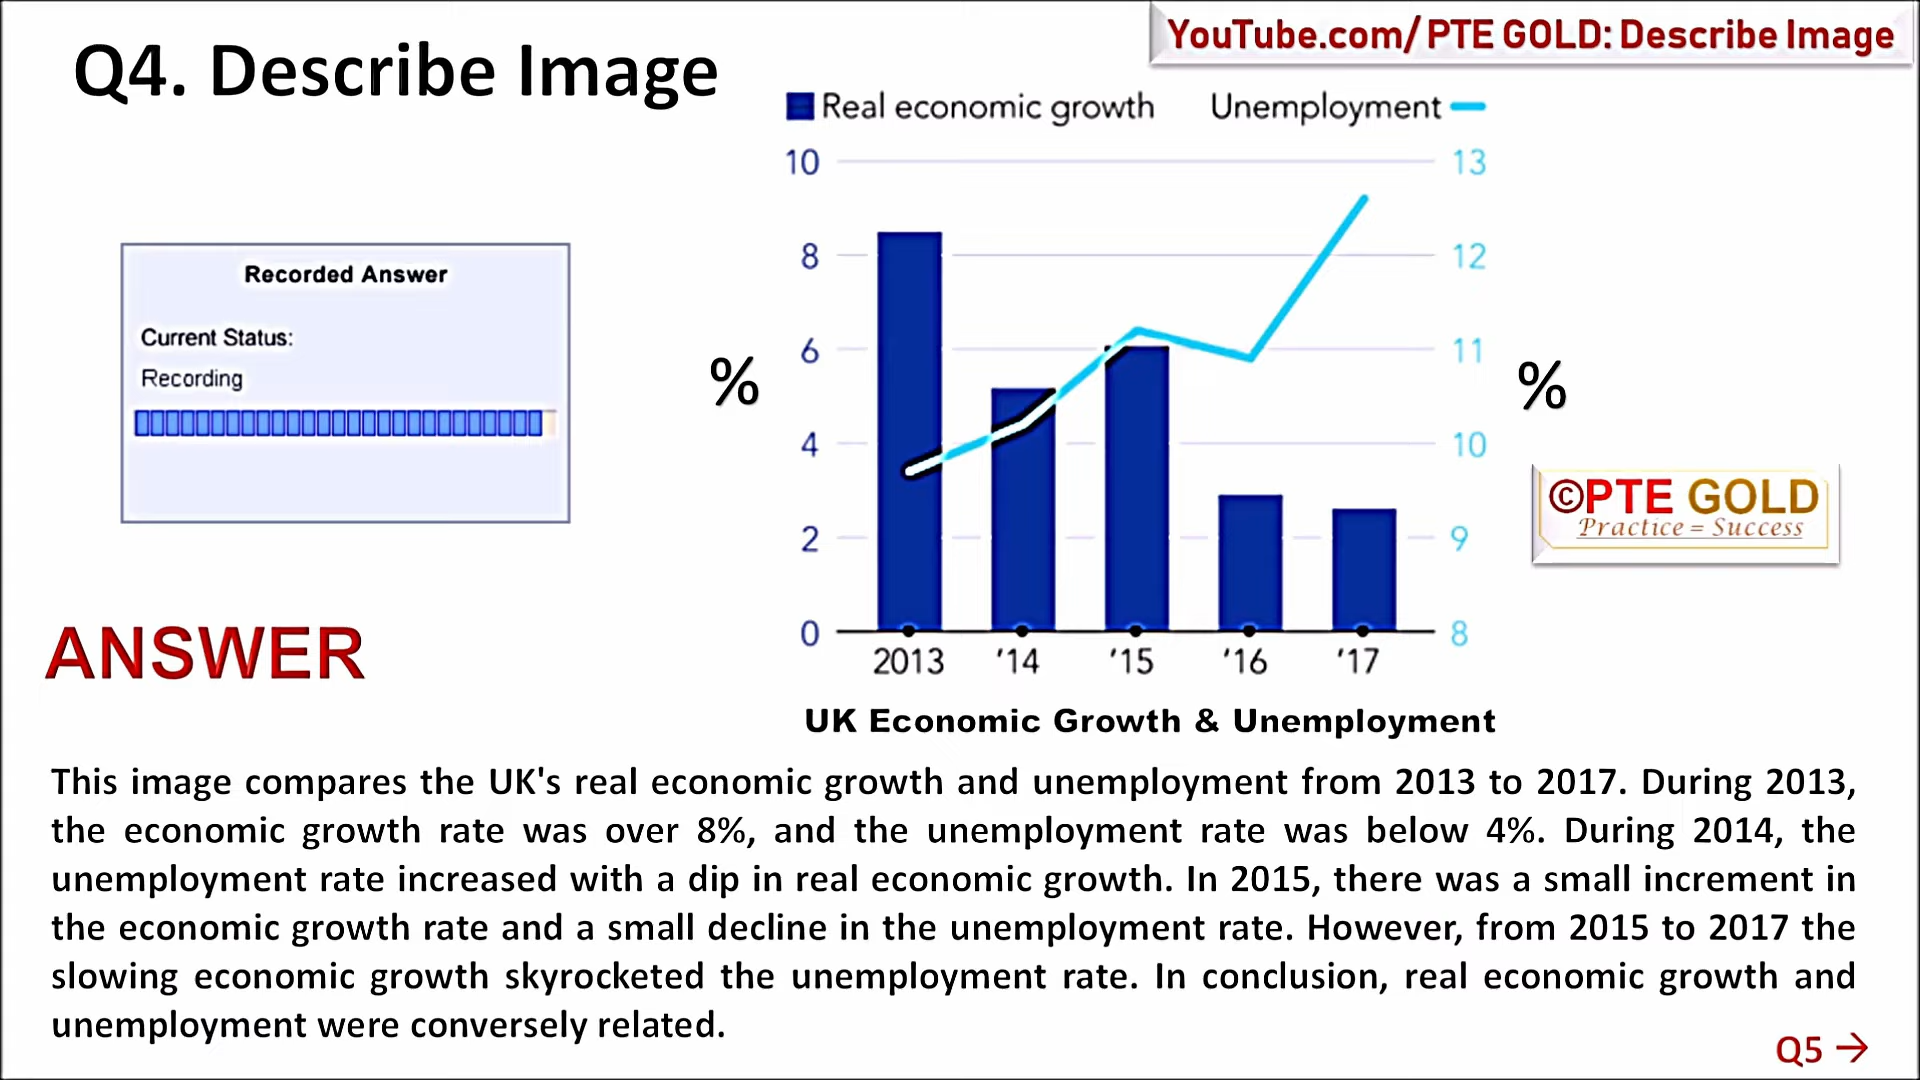 YouTube.com/ PTE GOLD: Describe Image
Q4. Describe Image
Real economic growth
Unemployment
10
8
6
4
2
0
%
13
12
11
10
9
8
%
2013
'14
'15
'16
'17
UK Economic Growth & Unemployment
Recorded Answer
Current Status:
Recording
©PTE GOLD
Practice = Success
ANSWER
This image compares the UK's real economic growth and unemployment from 2013 to 2017. During 2013,
the economic growth rate was over 8%, and the unemployment rate was below 4%. During 2014, the
unemployment rate increased with a dip in real economic growth. In 2015, there was a small increment in
the economic growth rate and a small decline in the unemployment rate. However, from 2015 to 2017 the
slowing economic growth skyrocketed the unemployment rate. In conclusion, real economic growth and
unemployment were conversely related.
Q5 →